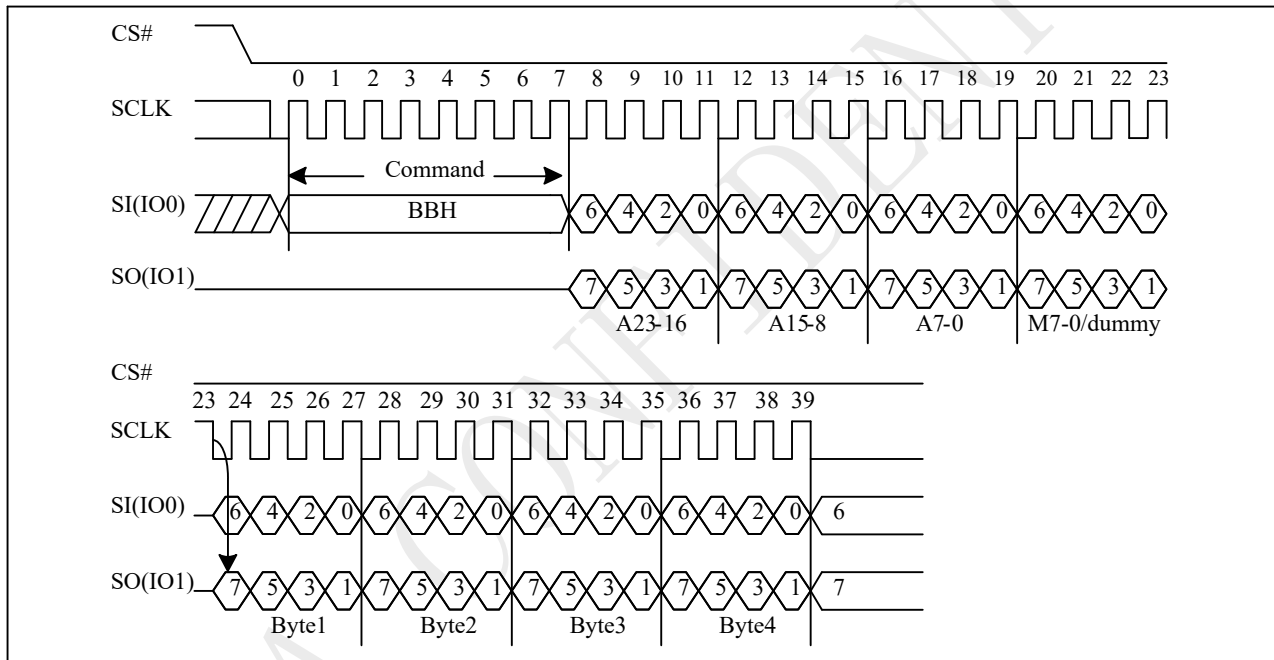 CS#
0 1 2 3 4 5 6 7 8 9 10 11 12 13 14 15 16 17 18 19 20 21 22 23
SCLK
Command
SI(IO0) BBH 6 4 2 0 6 4 2 0 6 4 2 0 6 4 2 0
SO(IO1) 7 5 3 1 7 5 3 1 7 5 3 1 7 5 3 1
A23-16 A15-8 A7-0 M7-0/dummy
CS#
23 24 25 26 27 28 29 30 31 32 33 34 35 36 37 38 39
SCLK
SI(IO0) 6 4 2 0 6 4 2 0 6 4 2 0 6 4 2 0 6
SO(IO1) 7 5 3 1 7 5 3 1 7 5 3 1 7 5 3 1 7
Byte1 Byte2 Byte3 Byte4